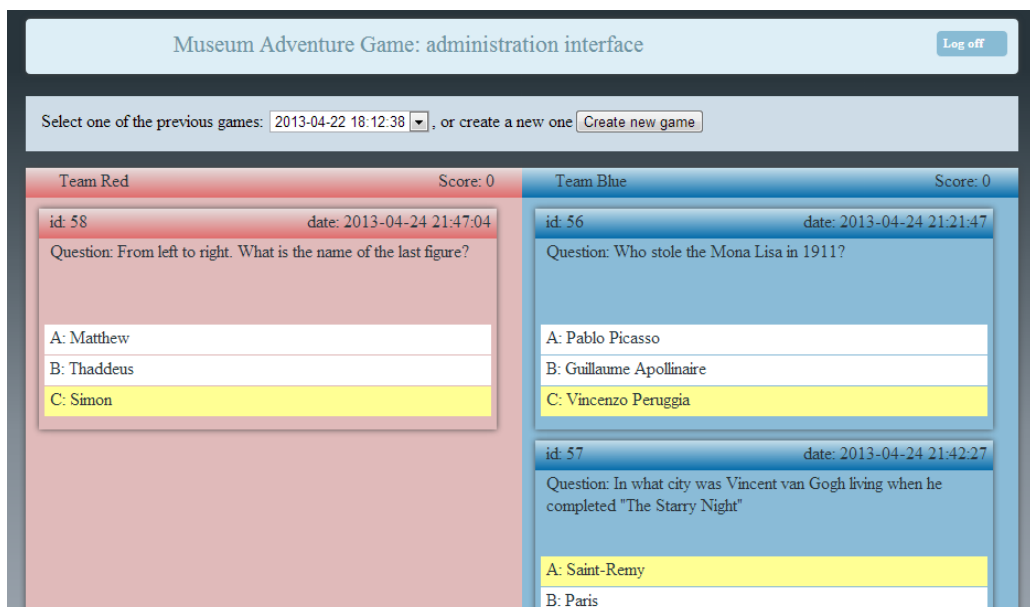 Museum Adventure Game: administration interface
Log off
Select one of the previous games: 2013-04-22 18:12:38 , or create a new one Create new game
Team Red Score: 0
id: 58 date: 2013-04-24 21:47:04
Question: From left to right. What is the name of the last figure?
A: Matthew
B: Thaddeus
C: Simon
Team Blue Score: 0
id: 56 date: 2013-04-24 21:21:47
Question: Who stole the Mona Lisa in 1911?
A: Pablo Picasso
B: Guillaume Apollinaire
C: Vincenzo Peruggia
id: 57 date: 2013-04-24 21:42:27
Question: In what city was Vincent van Gogh living when he
completed "The Starry Night"
A: Saint-Remy
B: Paris